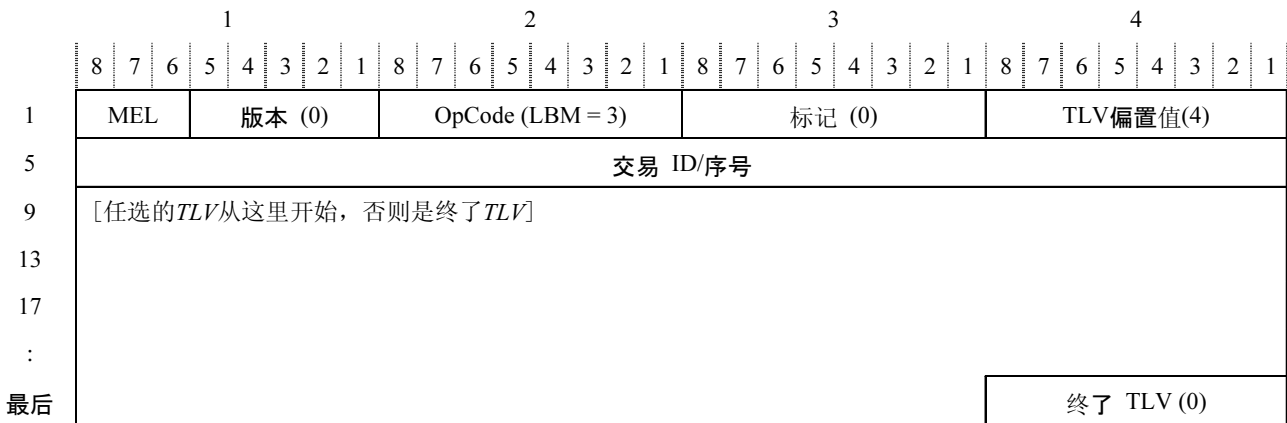 1 2 3 4
8 7 6 5 4 3 2 1 8 7 6 5 4 3 2 1 8 7 6 5 4 3 2 1 8 7 6 5 4 3 2 1
1 MEL 版本 (0) OpCode (LBM = 3) 标记 (0) TLV偏置值(4)
5 交易 ID/序号
9 [任选的TLV从这里开始，否则是终了TLV]
13
17
:
最后 终了 TLV (0)